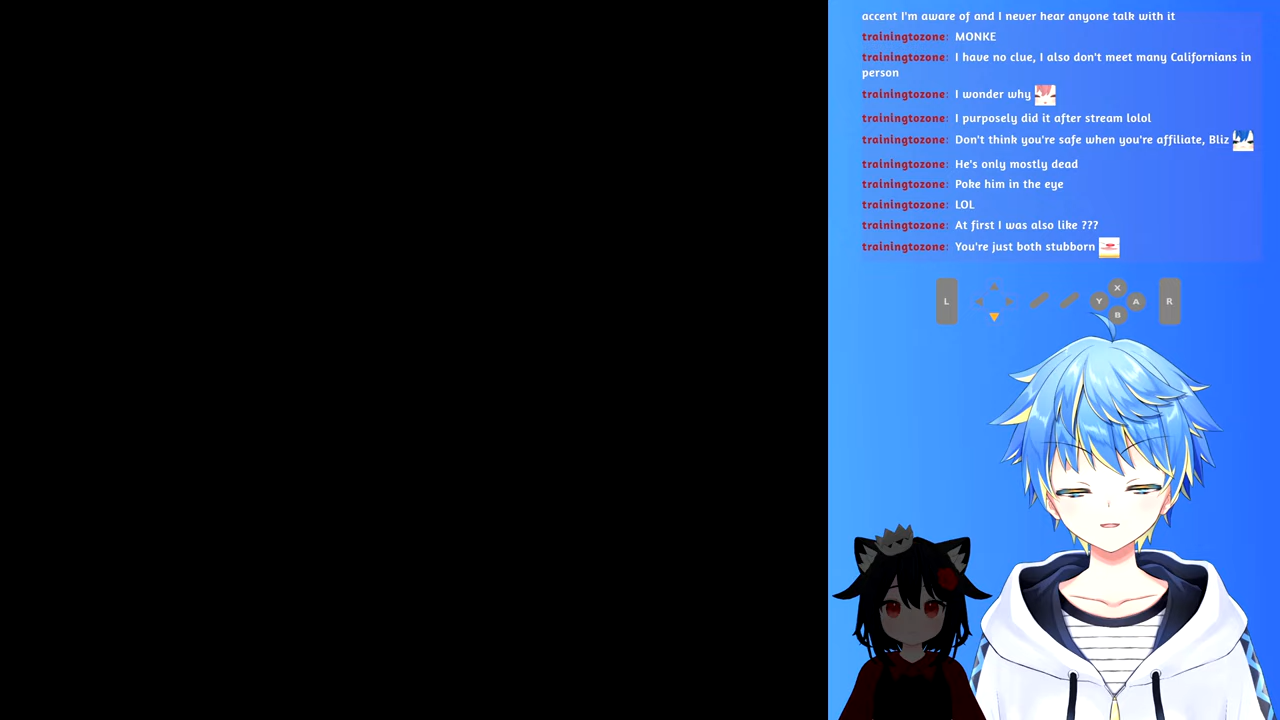 accent I'm aware of and I never hear anyone talk with it
trainingtozone: MONKE
trainingtozone: I have no clue, I also don't meet many Californians in
person
trainingtozone: I wonder why
trainingtozone: I purposely did it after stream lolol
trainingtozone: Don't think you're safe when you're affiliate, Bliz
trainingtozone: He's only mostly dead
trainingtozone: Poke him in the eye
trainingtozone: LOL
trainingtozone: At first I was also like ???
trainingtozone: You're just both stubborn
L X Y A B R